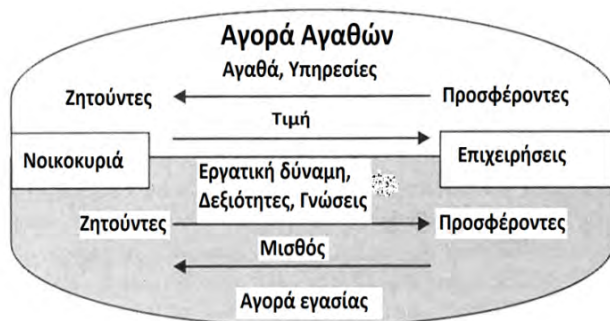 Αγορά Αγαθών
Αγαθά, Υπηρεσίες
Ζητούντες
Προσφέροντες
Τιμή
Νοικοκυριά
Επιχειρήσεις
Εργατική δύναμη,
Δεξιότητες, Γνώσεις
Ζητούντες
Προσφέροντες
Μισθός
Αγορά εγασίας